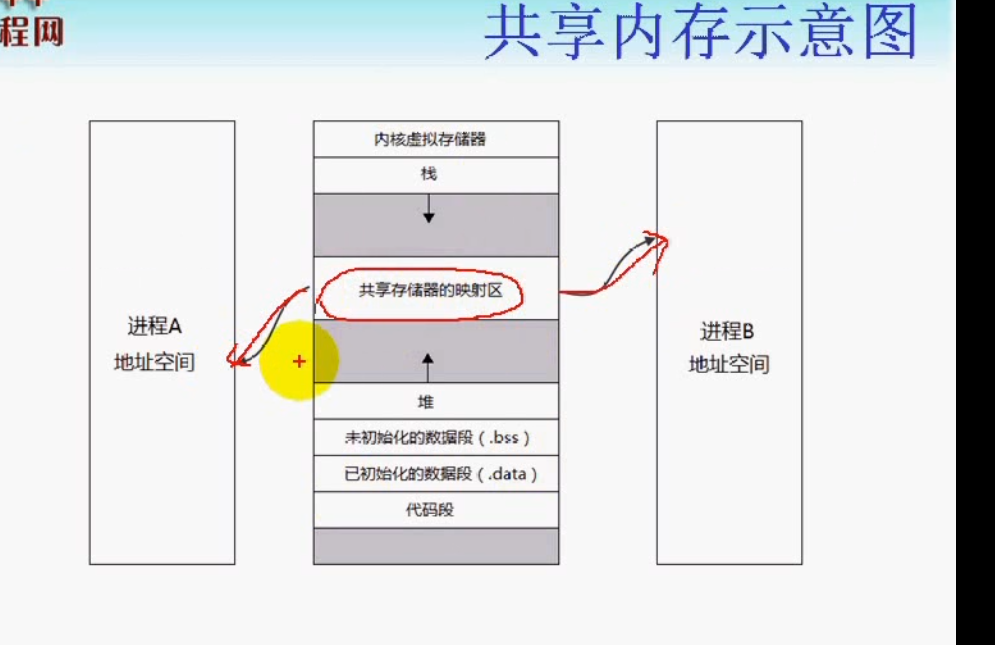 程网
共享内存示意图
内核虚拟存储器
栈
共享存储器的映射区
进程A
地址空间
进程B
地址空间
堆
未初始化的数据段（.bss）
已初始化的数据段（.data）
代码段